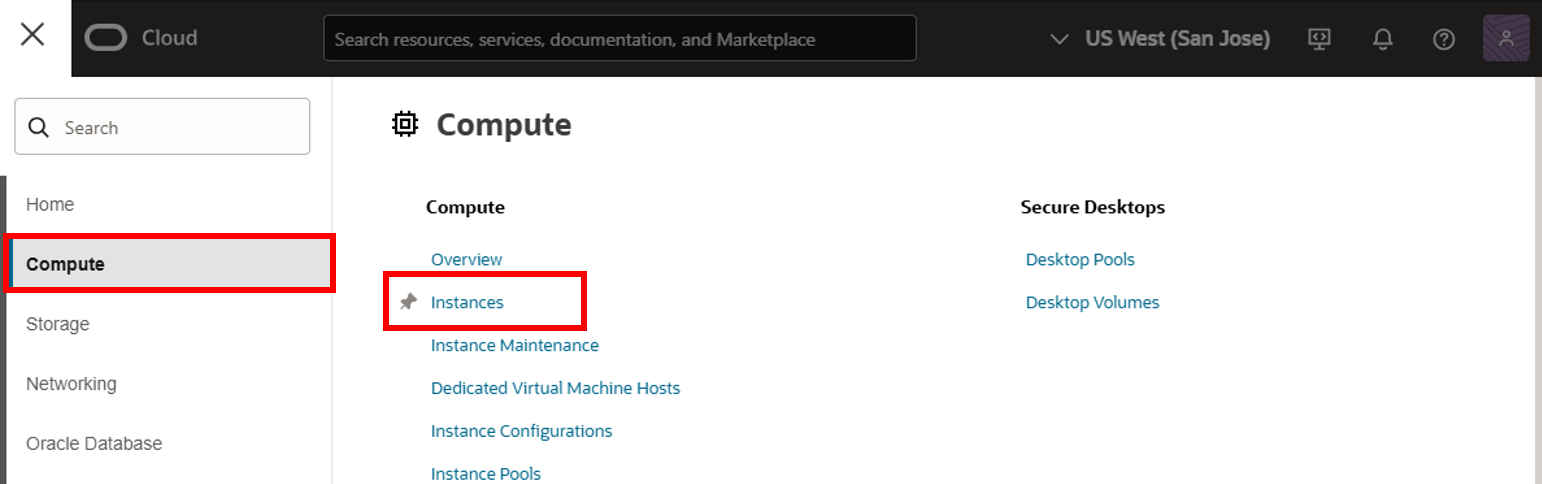 Cloud
Search resources, services, documentation, and Marketplace
US West (San Jose)
Search
Home
Compute
Storage
Networking
Oracle Database
Compute
Compute
Overview
Instances
Instance Maintenance
Dedicated Virtual Machine Hosts
Instance Configurations
Instance Pools
Secure Desktops
Desktop Pools
Desktop Volumes